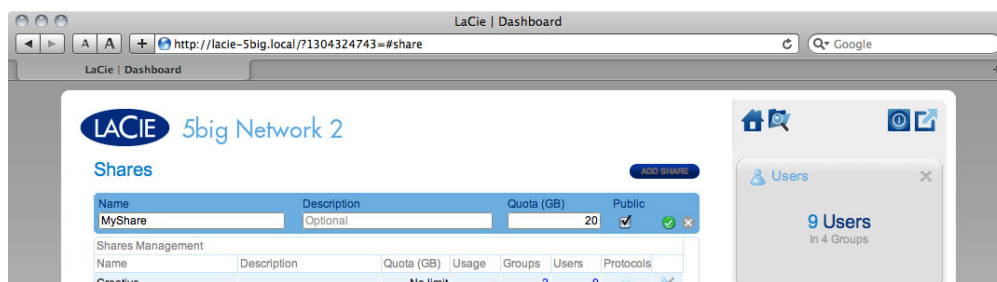 LaCie | Dashboard
A A + http://lacie-5big.local/?1304324743=#share Google
LaCie | Dashboard +
LACIE 5big Network 2
Shares ADD SHARE
Users
Name Description Quota (GB) Public
MyShare Optional 20
9 Users
In 4 Groups
Shares Management
Name Description Quota (GB) Usage Groups Users Protocols
Creative No limit